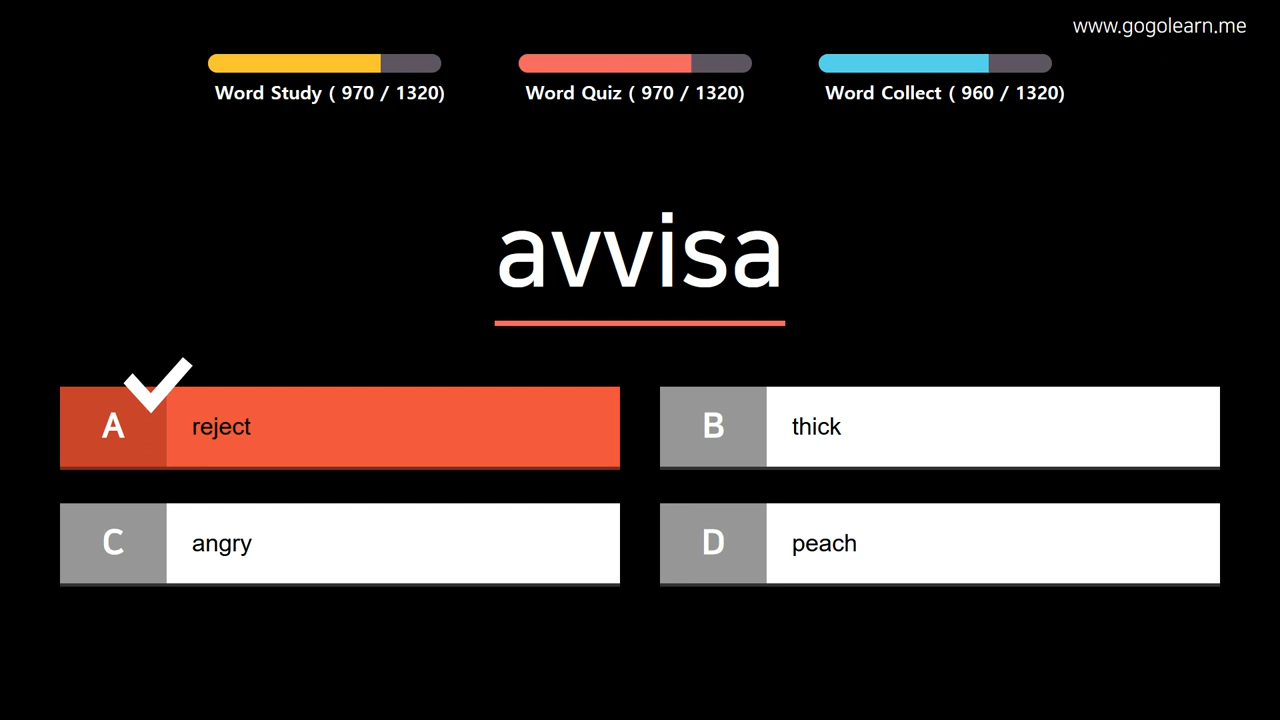 www.gogolearn.me
Word Study ( 970 / 1320)
Word Quiz ( 970 / 1320)
Word Collect ( 960 / 1320)
avvisa
A reject
B thick
C angry
D peach